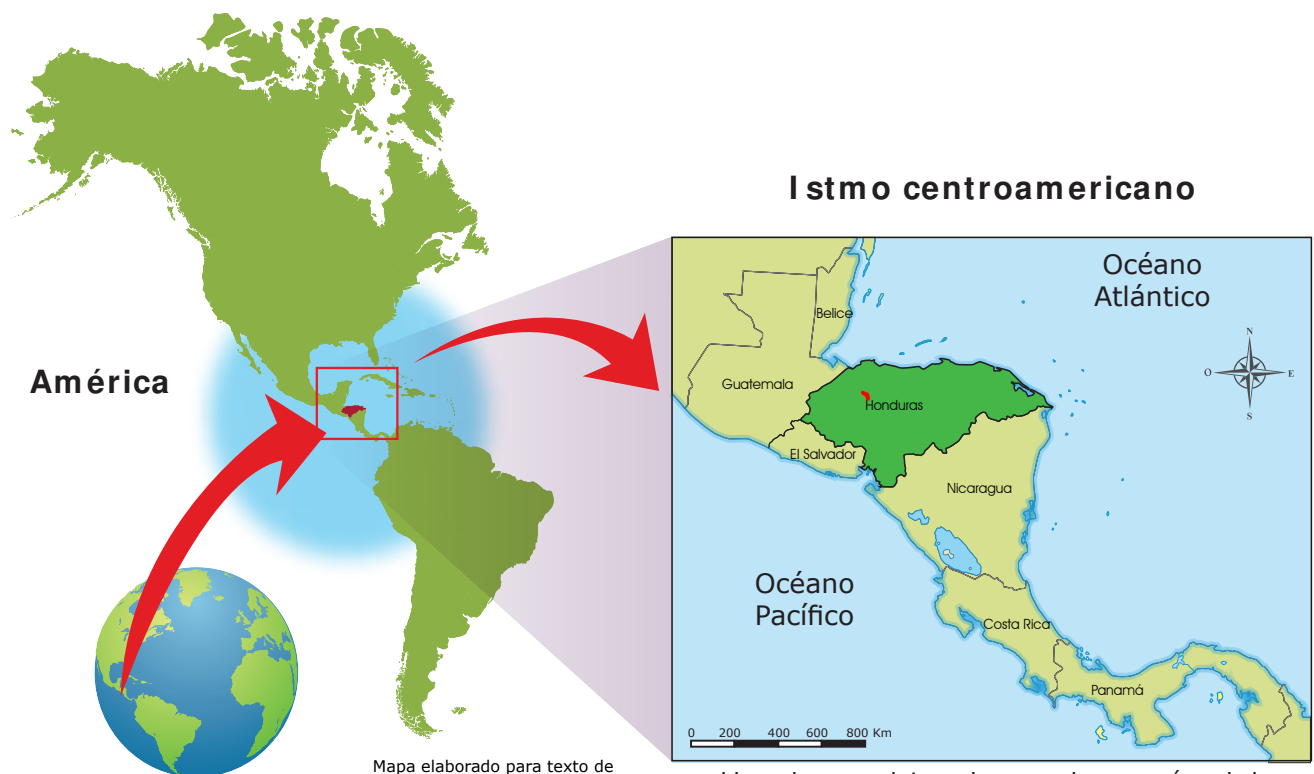 Istmo centroamericano
América
Océano
Atlántico
Belice
Guatemala
Honduras
El Salvador
Nicaragua
Océano
Pacífico
Costa Rica
Panamá
N
O
E
S
0 200 400 600 800 Km
Mapa elaborado para texto de